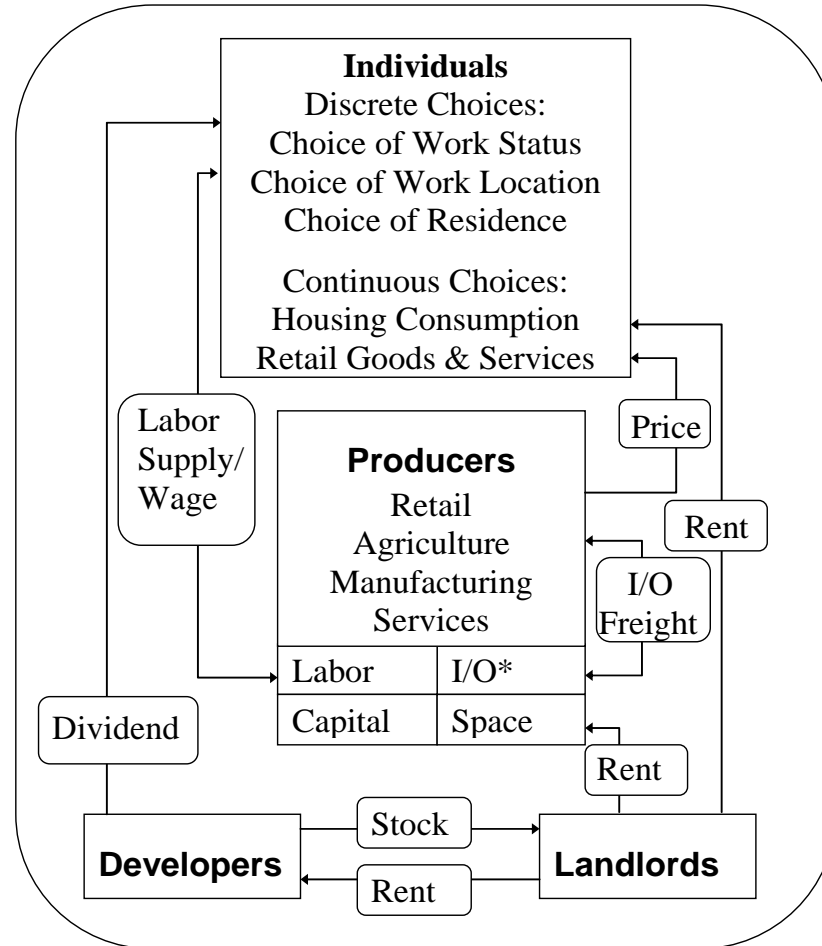 Individuals
Discrete Choices:
Choice of Work Status
Choice of Work Location
Choice of Residence
Continuous Choices:
Housing Consumption
Retail Goods & Services
Labor
Supply/
Wage
Price
Producers
Retail
Agriculture
Manufacturing
Services
Rent
I/O
Freight
Labor
I/O*
Capital
Space
Dividend
Rent
Stock
Developers
Landlords
Rent